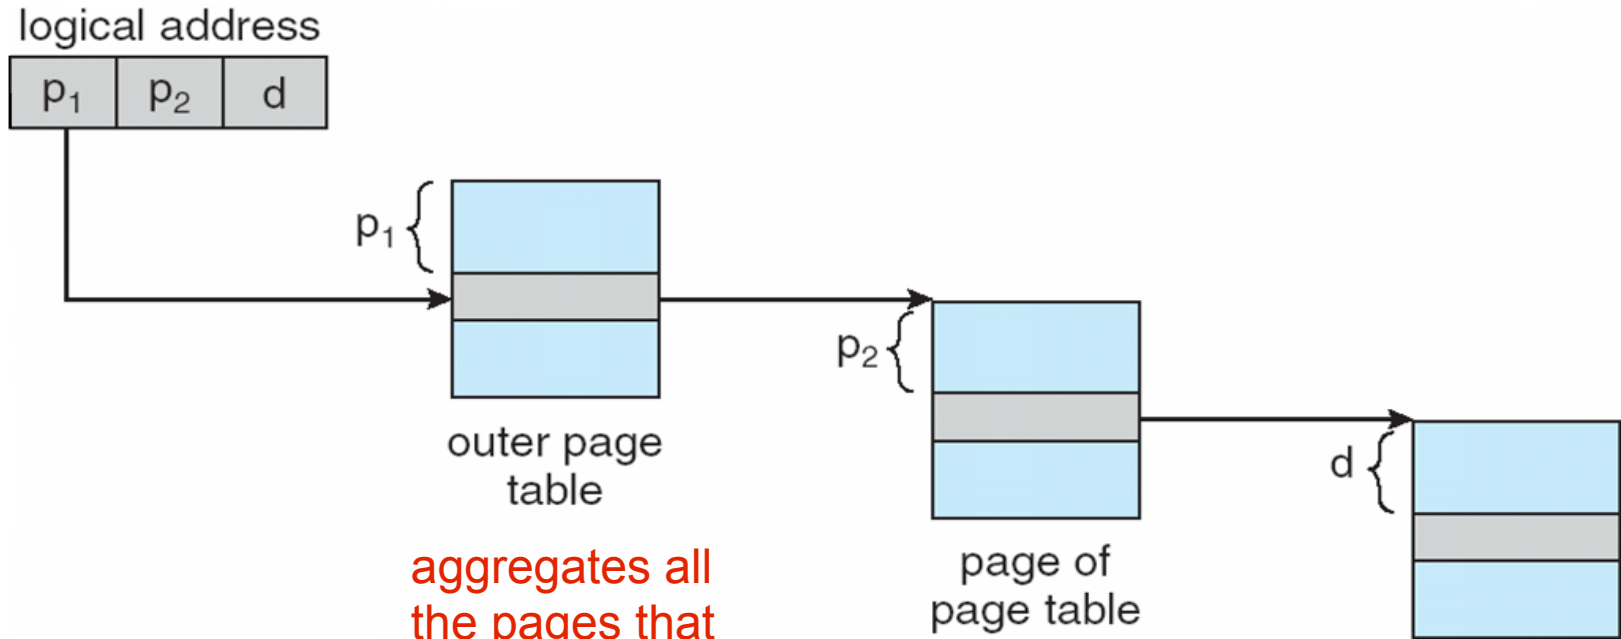 logical address
p₁ p₂ d
p₁
p₂
d
outer page
table
aggregates all
the pages that
page of
page table